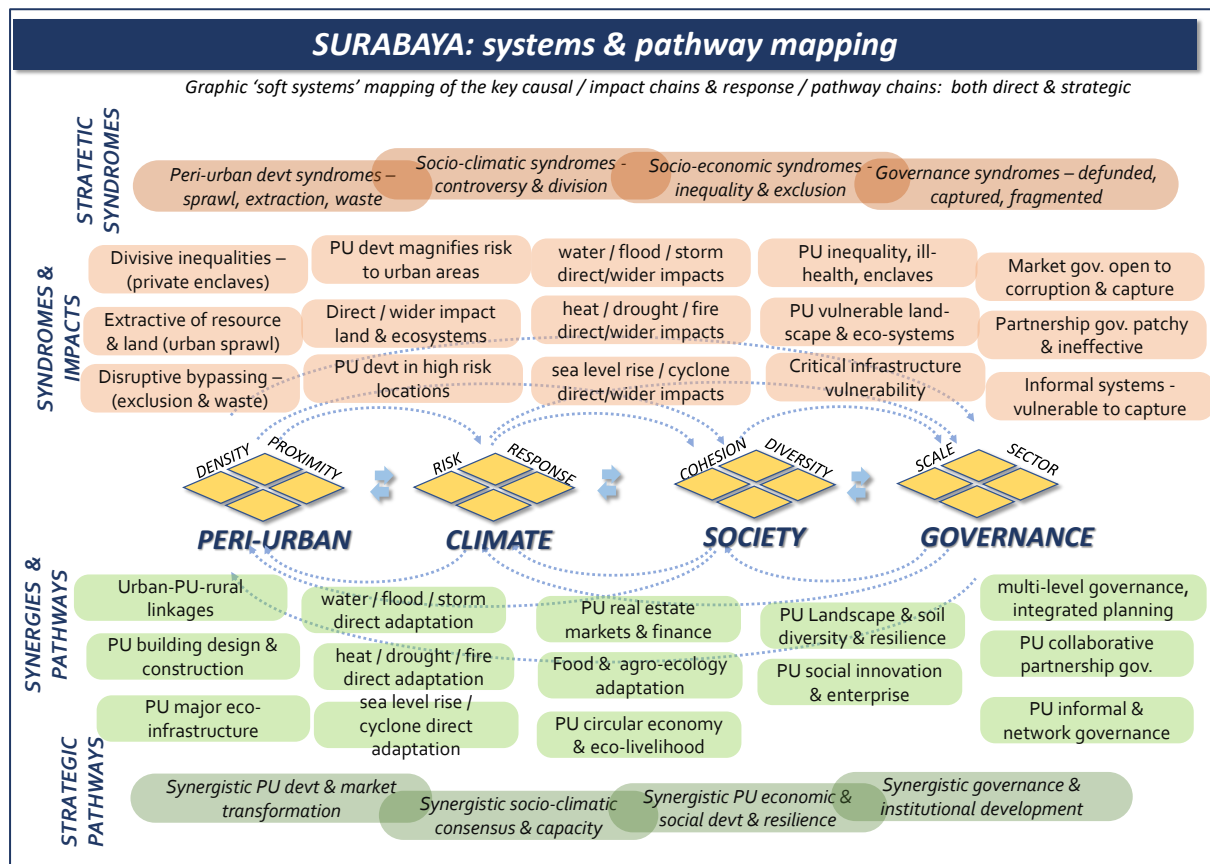 SURABAYA: systems & pathway mapping
Graphic ‘soft systems’ mapping of the key causal / impact chains & response / pathway chains: both direct & strategic
STRATETIC
SYNDROMES
Peri-urban devt syndromes –
sprawl, extraction, waste
Socio-climatic syndromes -
controversy & division
Socio-economic syndromes -
inequality & exclusion
Governance syndromes – defunded,
captured, fragmented
SYNDROMES &
IMPACTS
Divisive inequalities –
(private enclaves)
Extractive of resource
& land (urban sprawl)
Disruptive bypassing –
(exclusion & waste)
PU devt magnifies risk
to urban areas
Direct / wider impact
land & ecosystems
PU devt in high risk
locations
water / flood / storm
direct/wider impacts
heat / drought / fire
direct/wider impacts
sea level rise / cyclone
direct/wider impacts
PU inequality, ill-
health, enclaves
PU vulnerable land-
scape & eco-systems
Critical infrastructure
vulnerability
Market gov. open to
corruption & capture
Partnership gov. patchy
& ineffective
Informal systems -
vulnerable to capture
DENSITY
PROXIMITY
PERI-URBAN
RISK
RESPONSE
CLIMATE
COHESION
DIVERSITY
SOCIETY
SCALE
SECTOR
GOVERNANCE
SYNERGIES &
PATHWAYS
Urban-PU-rural
linkages
PU building design &
construction
PU major eco-
infrastructure
water / flood / storm
direct adaptation
heat / drought / fire
direct adaptation
sea level rise /
cyclone direct
adaptation
PU real estate
markets & finance
Food & agro-ecology
adaptation
PU circular economy
& eco-livelihood
PU Landscape & soil
diversity & resilience
PU social innovation
& enterprise
multi-level governance,
integrated planning
PU collaborative
partnership gov.
PU informal &
network governance
STRATEGIC
PATHWAYS
Synergistic PU devt & market
transformation
Synergistic socio-climatic
consensus & capacity
Synergistic PU economic &
social devt & resilience
Synergistic governance &
institutional development